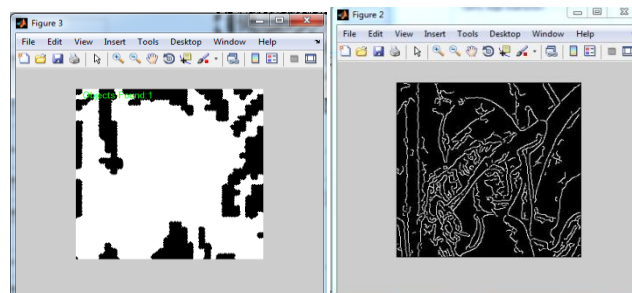 Figure 3
File Edit View Insert Tools Desktop Window Help
Objects Found:1
Figure 2
File Edit View Insert Tools Desktop Window Help